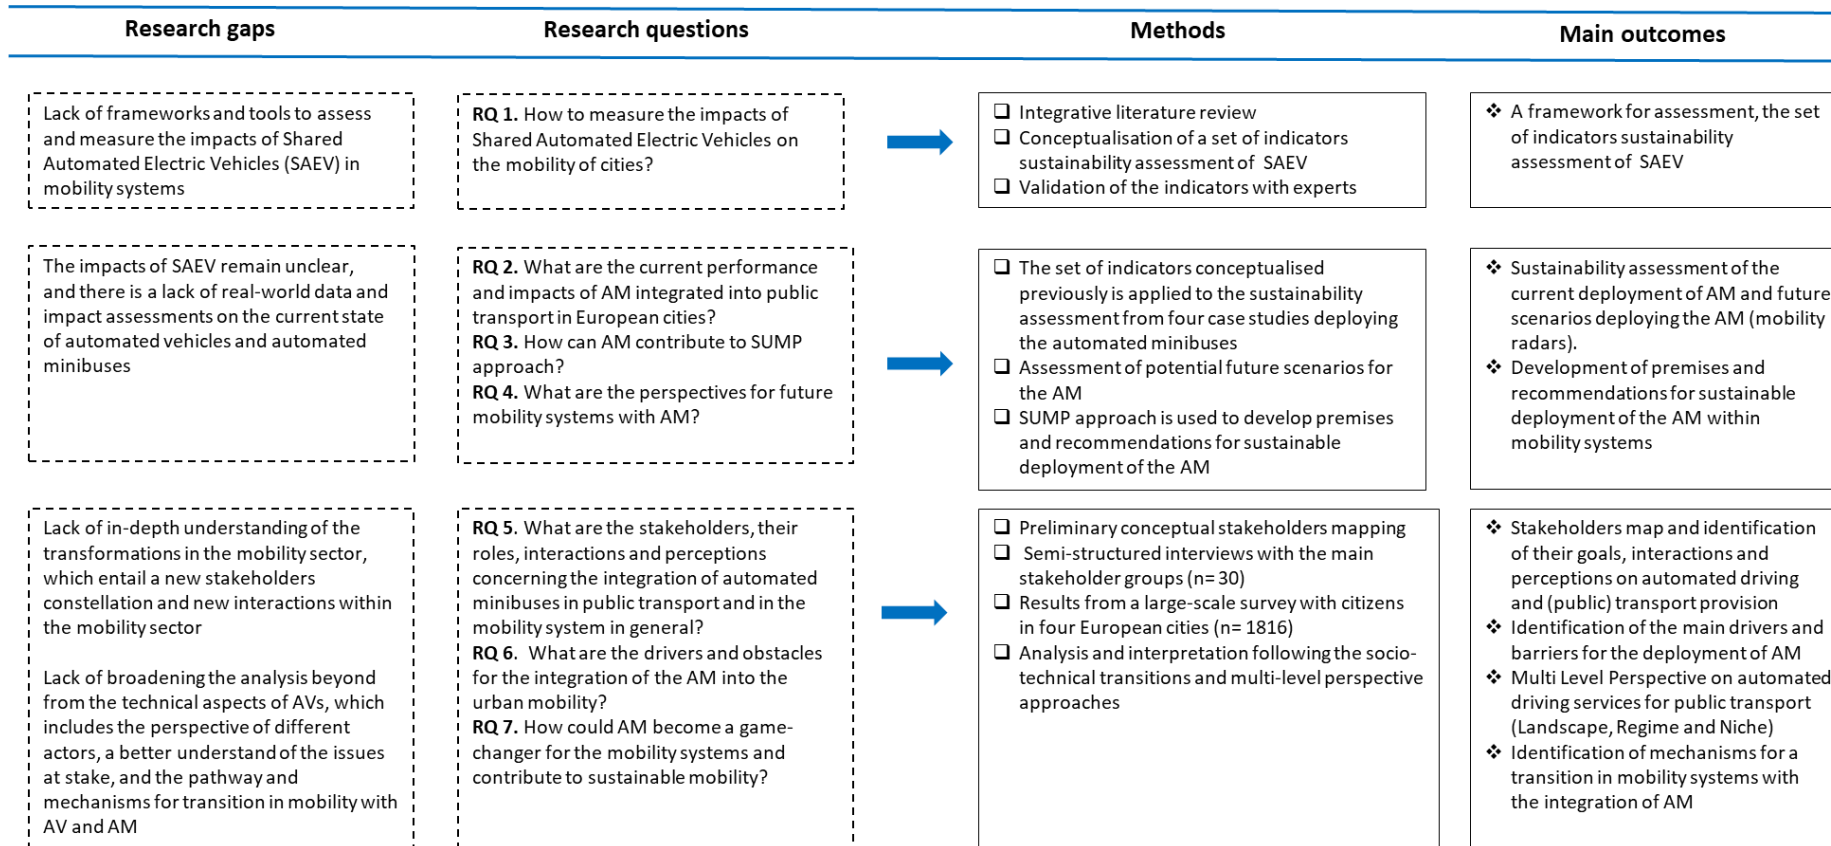 Research gaps
Research questions
Methods
Main outcomes
Lack of frameworks and tools to assess
and measure the impacts of Shared
Automated Electric Vehicles (SAEV) in
mobility systems
RQ 1. How to measure the impacts of
Shared Automated Electric Vehicles on
the mobility of cities?
❑ Integrative literature review
❑ Conceptualisation of a set of indicators
sustainability assessment of SAEV
❑ Validation of the indicators with experts
❖ A framework for assessment, the set
of indicators sustainability
assessment of SAEV
The impacts of SAEV remain unclear,
and there is a lack of real-world data and
impact assessments on the current state
of automated vehicles and automated
minibuses
RQ 2. What are the current performance
and impacts of AM integrated into public
transport in European cities?
RQ 3. How can AM contribute to SUMP
approach?
RQ 4. What are the perspectives for future
mobility systems with AM?
❑ The set of indicators conceptualised
previously is applied to the sustainability
assessment from four case studies deploying
the automated minibuses
❑ Assessment of potential future scenarios for
the AM
❑ SUMP approach is used to develop premises
and recommendations for sustainable
deployment of the AM
❖ Sustainability assessment of the
current deployment of AM and future
scenarios deploying the AM (mobility
radars).
❖ Development of premises and
recommendations for sustainable
deployment of the AM within
mobility systems
Lack of in-depth understanding of the
transformations in the mobility sector,
which entail a new stakeholders
constellation and new interactions within
the mobility sector
Lack of broadening the analysis beyond
from the technical aspects of AVs, which
includes the perspective of different
actors, a better understand of the issues
at stake, and the pathway and
mechanisms for transition in mobility with
AV and AM
RQ 5. What are the stakeholders, their
roles, interactions and perceptions
concerning the integration of automated
minibuses in public transport and in the
mobility system in general?
RQ 6. What are the drivers and obstacles
for the integration of the AM into the
urban mobility?
RQ 7. How could AM become a game-
changer for the mobility systems and
contribute to sustainable mobility?
❑ Preliminary conceptual stakeholders mapping
❑ Semi-structured interviews with the main
stakeholder groups (n= 30)
❑ Results from a large-scale survey with citizens
in four European cities (n= 1816)
❑ Analysis and interpretation following the socio-
technical transitions and multi-level perspective
approaches
❖ Stakeholders map and identification
of their goals, interactions and
perceptions on automated driving
and (public) transport provision
❖ Identification of the main drivers and
barriers for the deployment of AM
❖ Multi Level Perspective on automated
driving services for public transport
(Landscape, Regime and Niche)
❖ Identification of mechanisms for a
transition in mobility systems with
the integration of AM